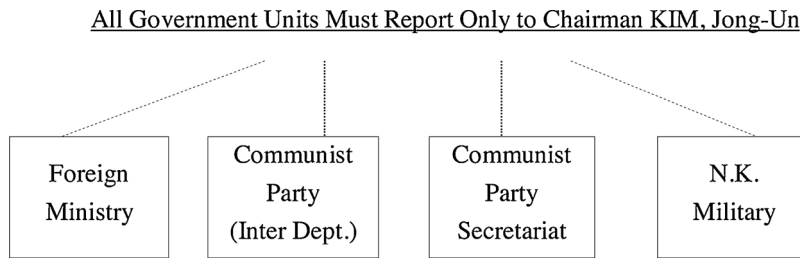 All Government Units Must Report Only to Chairman KIM, Jong-Un
Foreign
Ministry
Communist
Party
(Inter Dept.)
Communist
Party
Secretariat
N.K.
Military